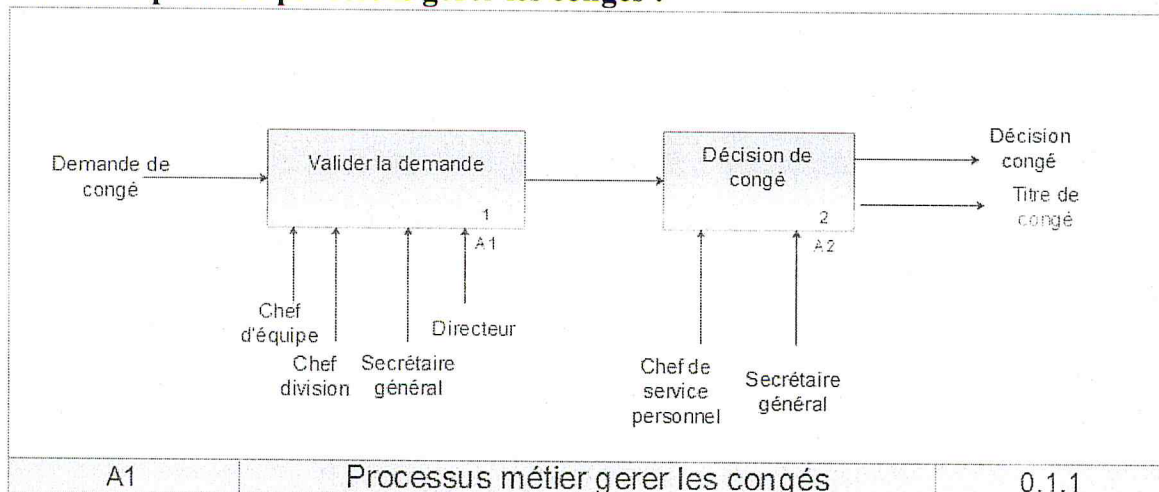 Demande de
congé
Valider la demande
1
A1
Décision de
congé
2
A2
Décision
congé
Titre de
congé
Chef
d'équipe
Chef
division
Secrétaire
général
Directeur
Chef de
service
personnel
Secrétaire
général
A1
Processus métier gerer les congés
0.1.1